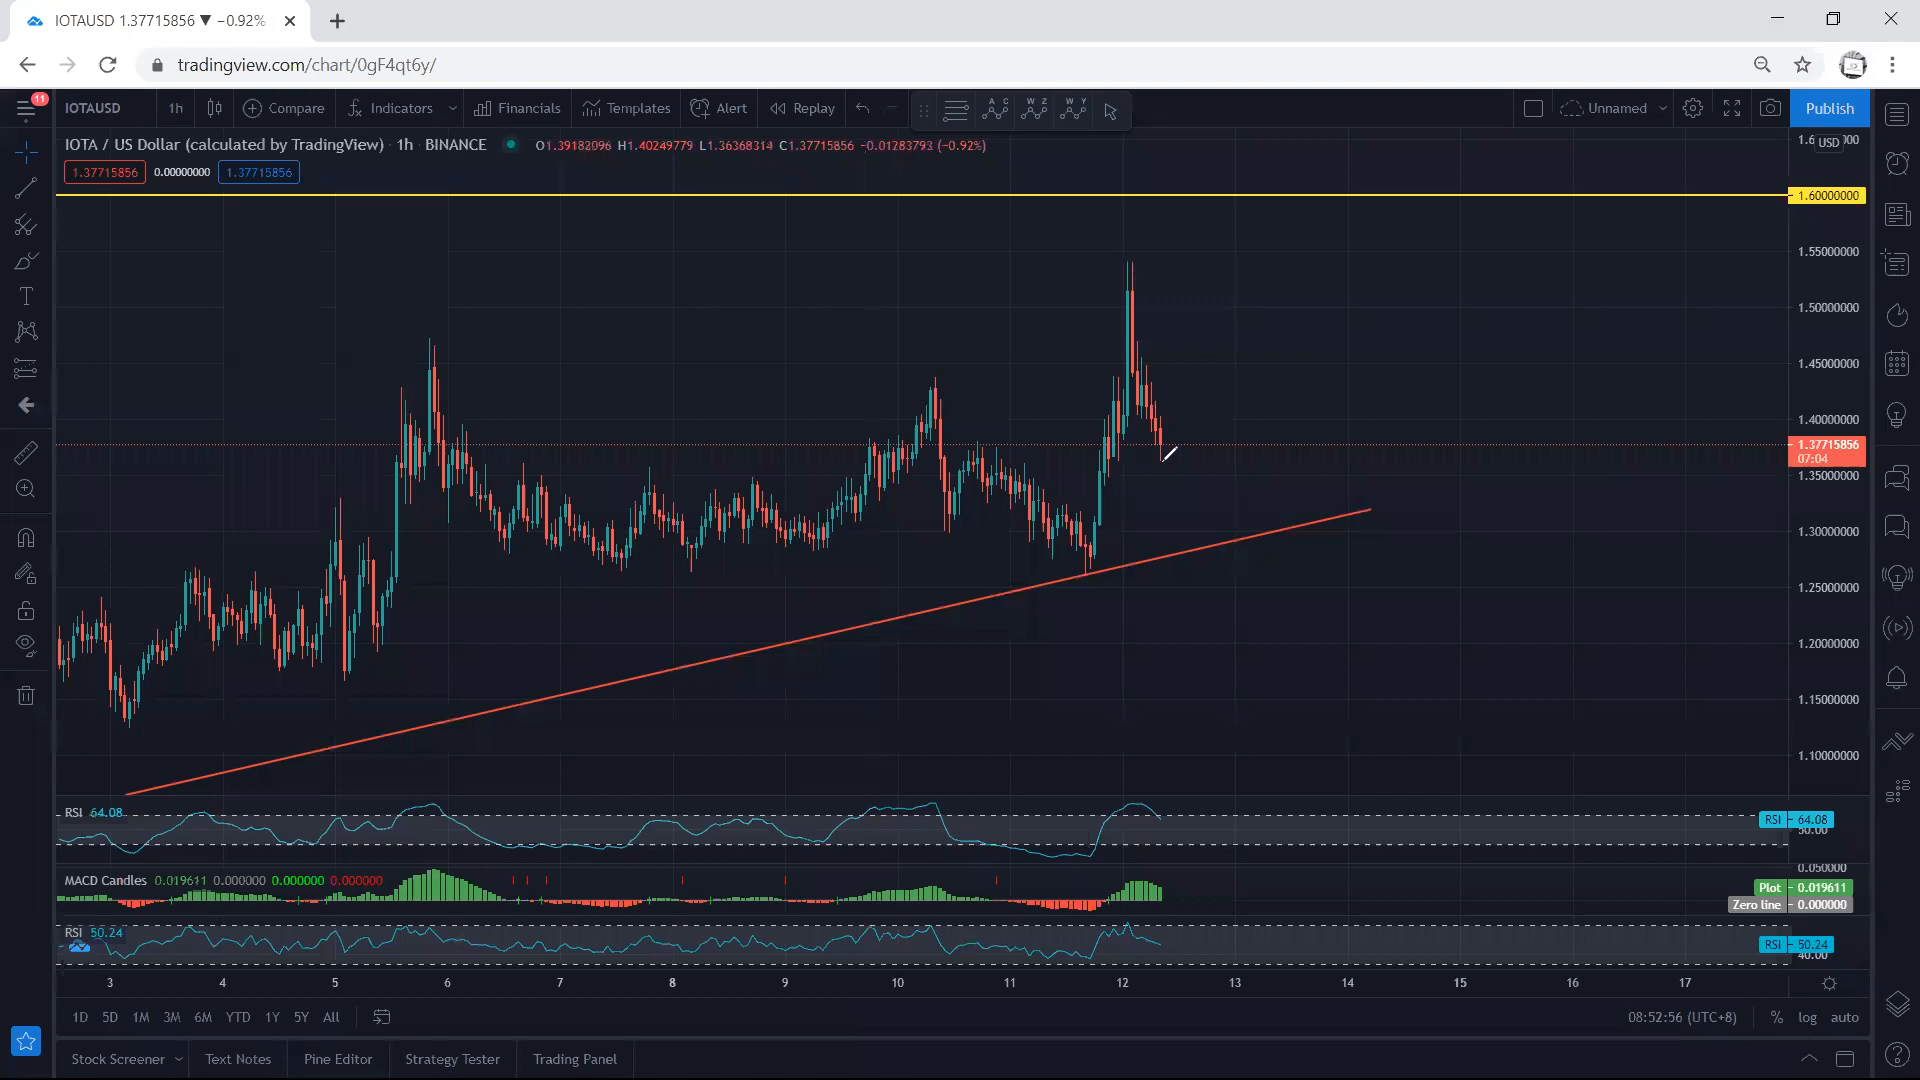 IOTAUSD 1.37715856 ▼ −0.92%
tradingview.com/chart/0gF4qt6y/
11
IOTAUSD 1h Compare Indicators Financials Templates Alert Replay Unnamed Publish
A C W Z W Y
IOTA / US Dollar (calculated by TradingView) · 1h · BINANCE O1.39182096 H1.40249779 L1.36368314 C1.37715856 −0.01283793 (−0.92%)
USD
1.37715856 0.00000000 1.37715856
1.60000000
1.55000000
1.50000000
1.45000000
1.40000000
1.37715856
07:04
1.35000000
1.30000000
1.25000000
1.20000000
1.15000000
1.10000000
RSI 64.08
RSI 64.08
50.00
0.050000
MACD Candles 0.019611 0.000000 0.000000 0.000000
Plot 0.019611
Zero line 0.000000
RSI 50.24
RSI 50.24
40.00
3 4 5 6 7 8 9 10 11 12 13 14 15 16 17
1D 5D 1M 3M 6M YTD 1Y 5Y All 08:52:56 (UTC+8) % log auto
Stock Screener Text Notes Pine Editor Strategy Tester Trading Panel